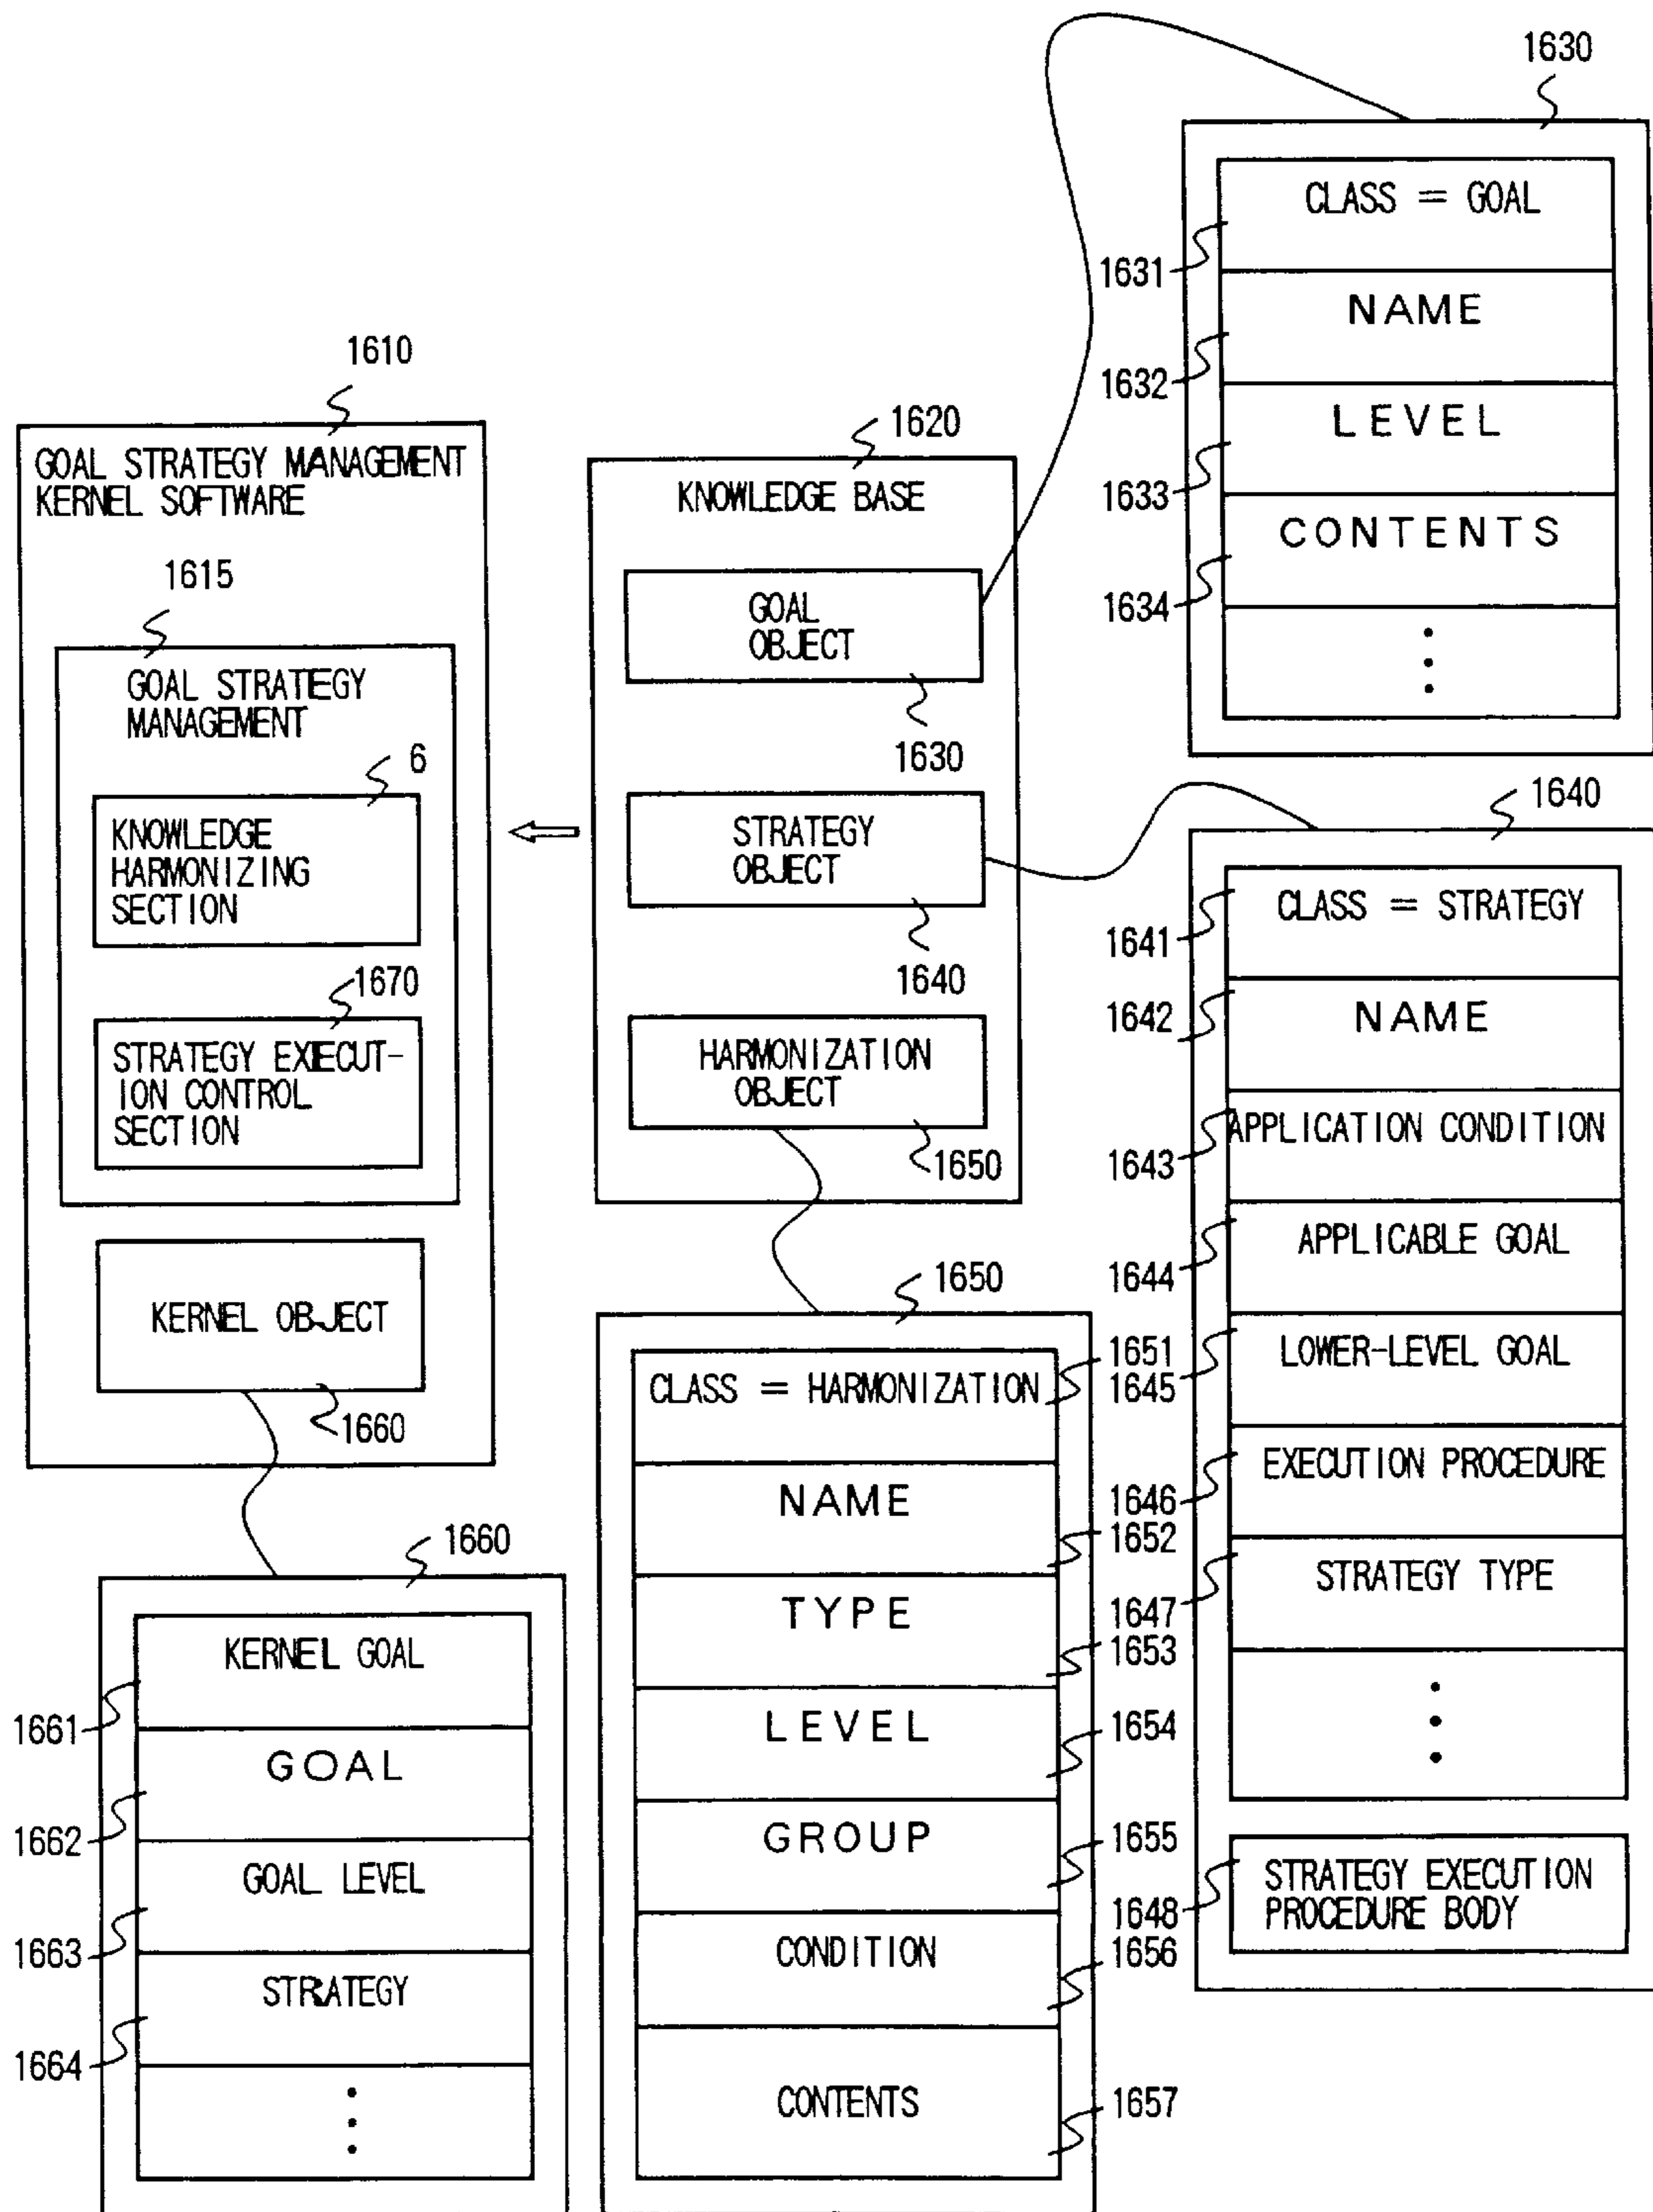 1610
GOAL STRATEGY MANAGEMENT
KERNEL SOFTWARE
1615
GOAL STRATEGY
MANAGEMENT
6
KNOWLEDGE
HARMONIZING
SECTION
1670
STRATEGY EXECUT-
ION CONTROL
SECTION
KERNEL OBJECT
1660
1660
KERNEL GOAL
1661
GOAL
1662
GOAL LEVEL
1663
STRATEGY
1664
1620
KNOWLEDGE BASE
GOAL
OBJECT
1630
STRATEGY
OBJECT
1640
HARMONIZATION
OBJECT
1650
1650
CLASS = HARMONIZATION
1651
NAME
1652
TYPE
1653
LEVEL
1654
GROUP
1655
CONDITION
1656
CONTENTS
1657
1630
CLASS = GOAL
1631
NAME
1632
LEVEL
1633
CONTENTS
1634
1640
CLASS = STRATEGY
1641
NAME
1642
APPLICATION CONDITION
1643
APPLICABLE GOAL
1644
LOWER-LEVEL GOAL
1645
EXECUTION PROCEDURE
1646
STRATEGY TYPE
1647
STRATEGY EXECUTION
PROCEDURE BODY
1648